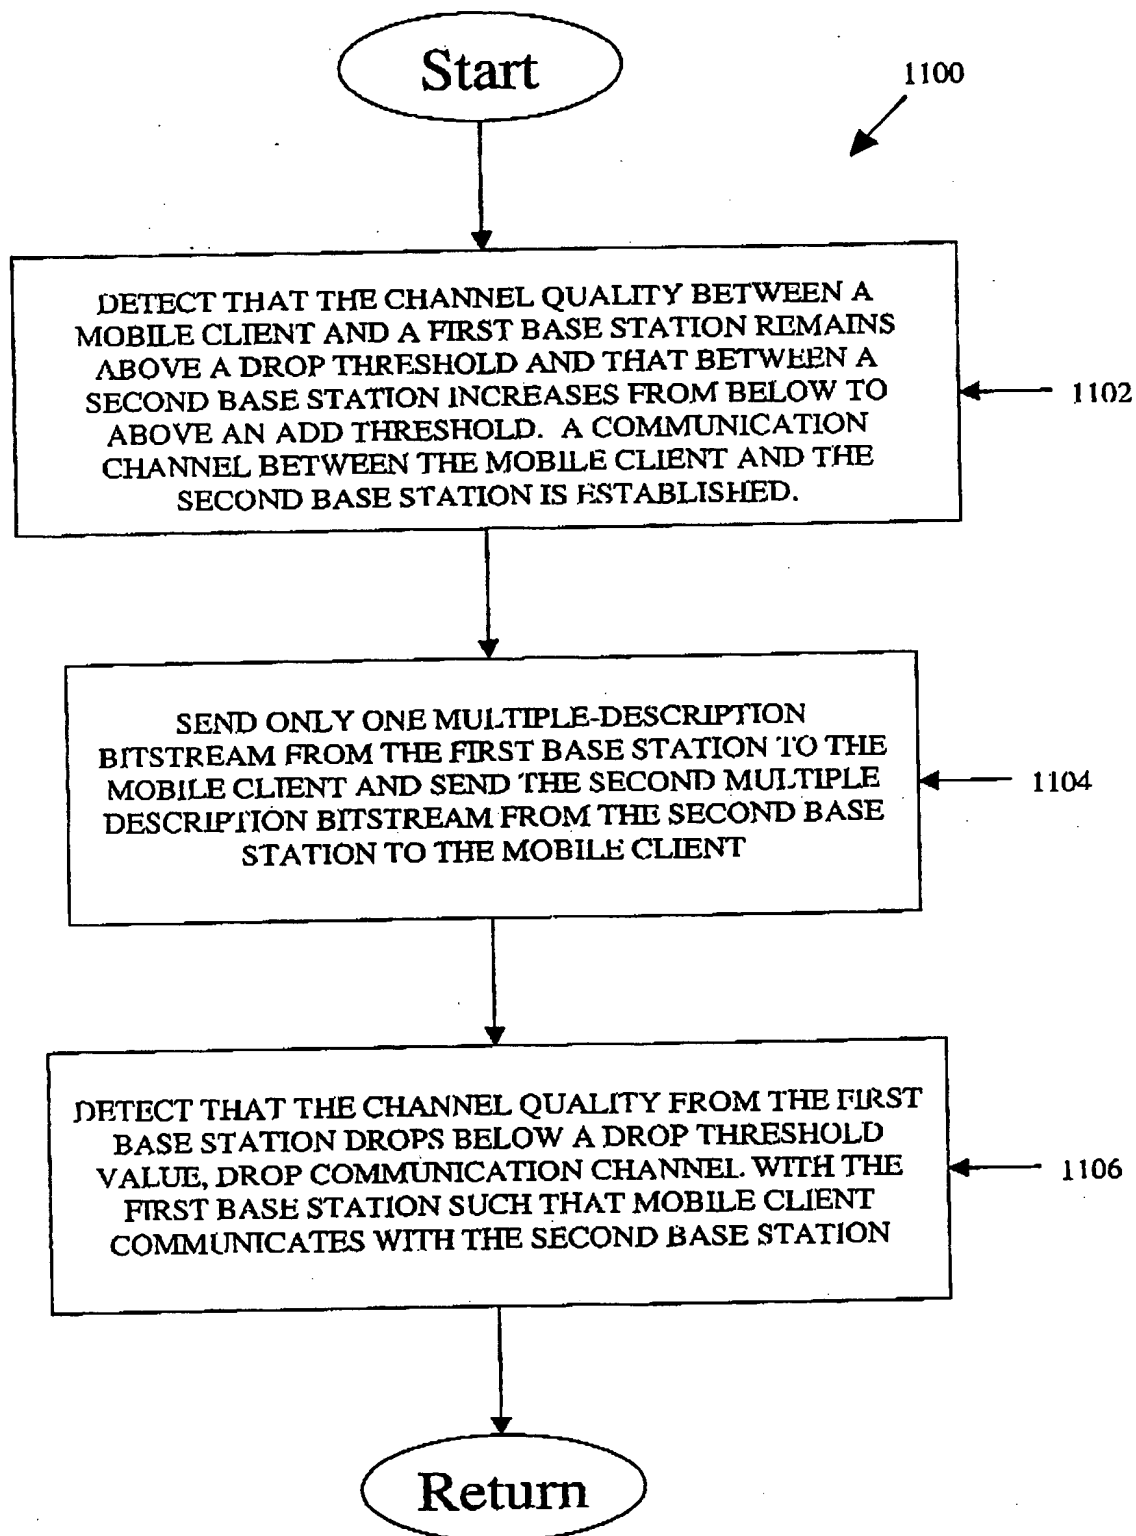 Start
1100
DETECT THAT THE CHANNEL QUALITY BETWEEN A
MOBILE CLIENT AND A FIRST BASE STATION REMAINS
ABOVE A DROP THRESHOLD AND THAT BETWEEN A
SECOND BASE STATION INCREASES FROM BELOW TO
ABOVE AN ADD THRESHOLD. A COMMUNICATION
CHANNEL BETWEEN THE MOBILE CLIENT AND THE
SECOND BASE STATION IS ESTABLISHED.
1102
SEND ONLY ONE MULTIPLE-DESCRIPTION
BITSTREAM FROM THE FIRST BASE STATION TO THE
MOBILE CLIENT AND SEND THE SECOND MULTIPLE
DESCRIPTION BITSTREAM FROM THE SECOND BASE
STATION TO THE MOBILE CLIENT
1104
DETECT THAT THE CHANNEL QUALITY FROM THE FIRST
BASE STATION DROPS BELOW A DROP THRESHOLD
VALUE, DROP COMMUNICATION CHANNEL WITH THE
FIRST BASE STATION SUCH THAT MOBILE CLIENT
COMMUNICATES WITH THE SECOND BASE STATION
1106
Return